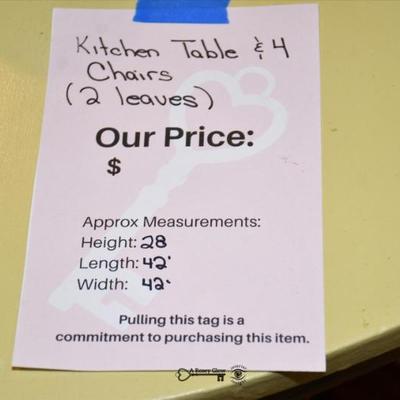 Kitchen Table & 4
Chairs
(2 leaves)
Our Price:
$
Approx Measurements:
Height: 28
Length: 42'
Width: 42'
Pulling this tag is a
commitment to purchasing this item.